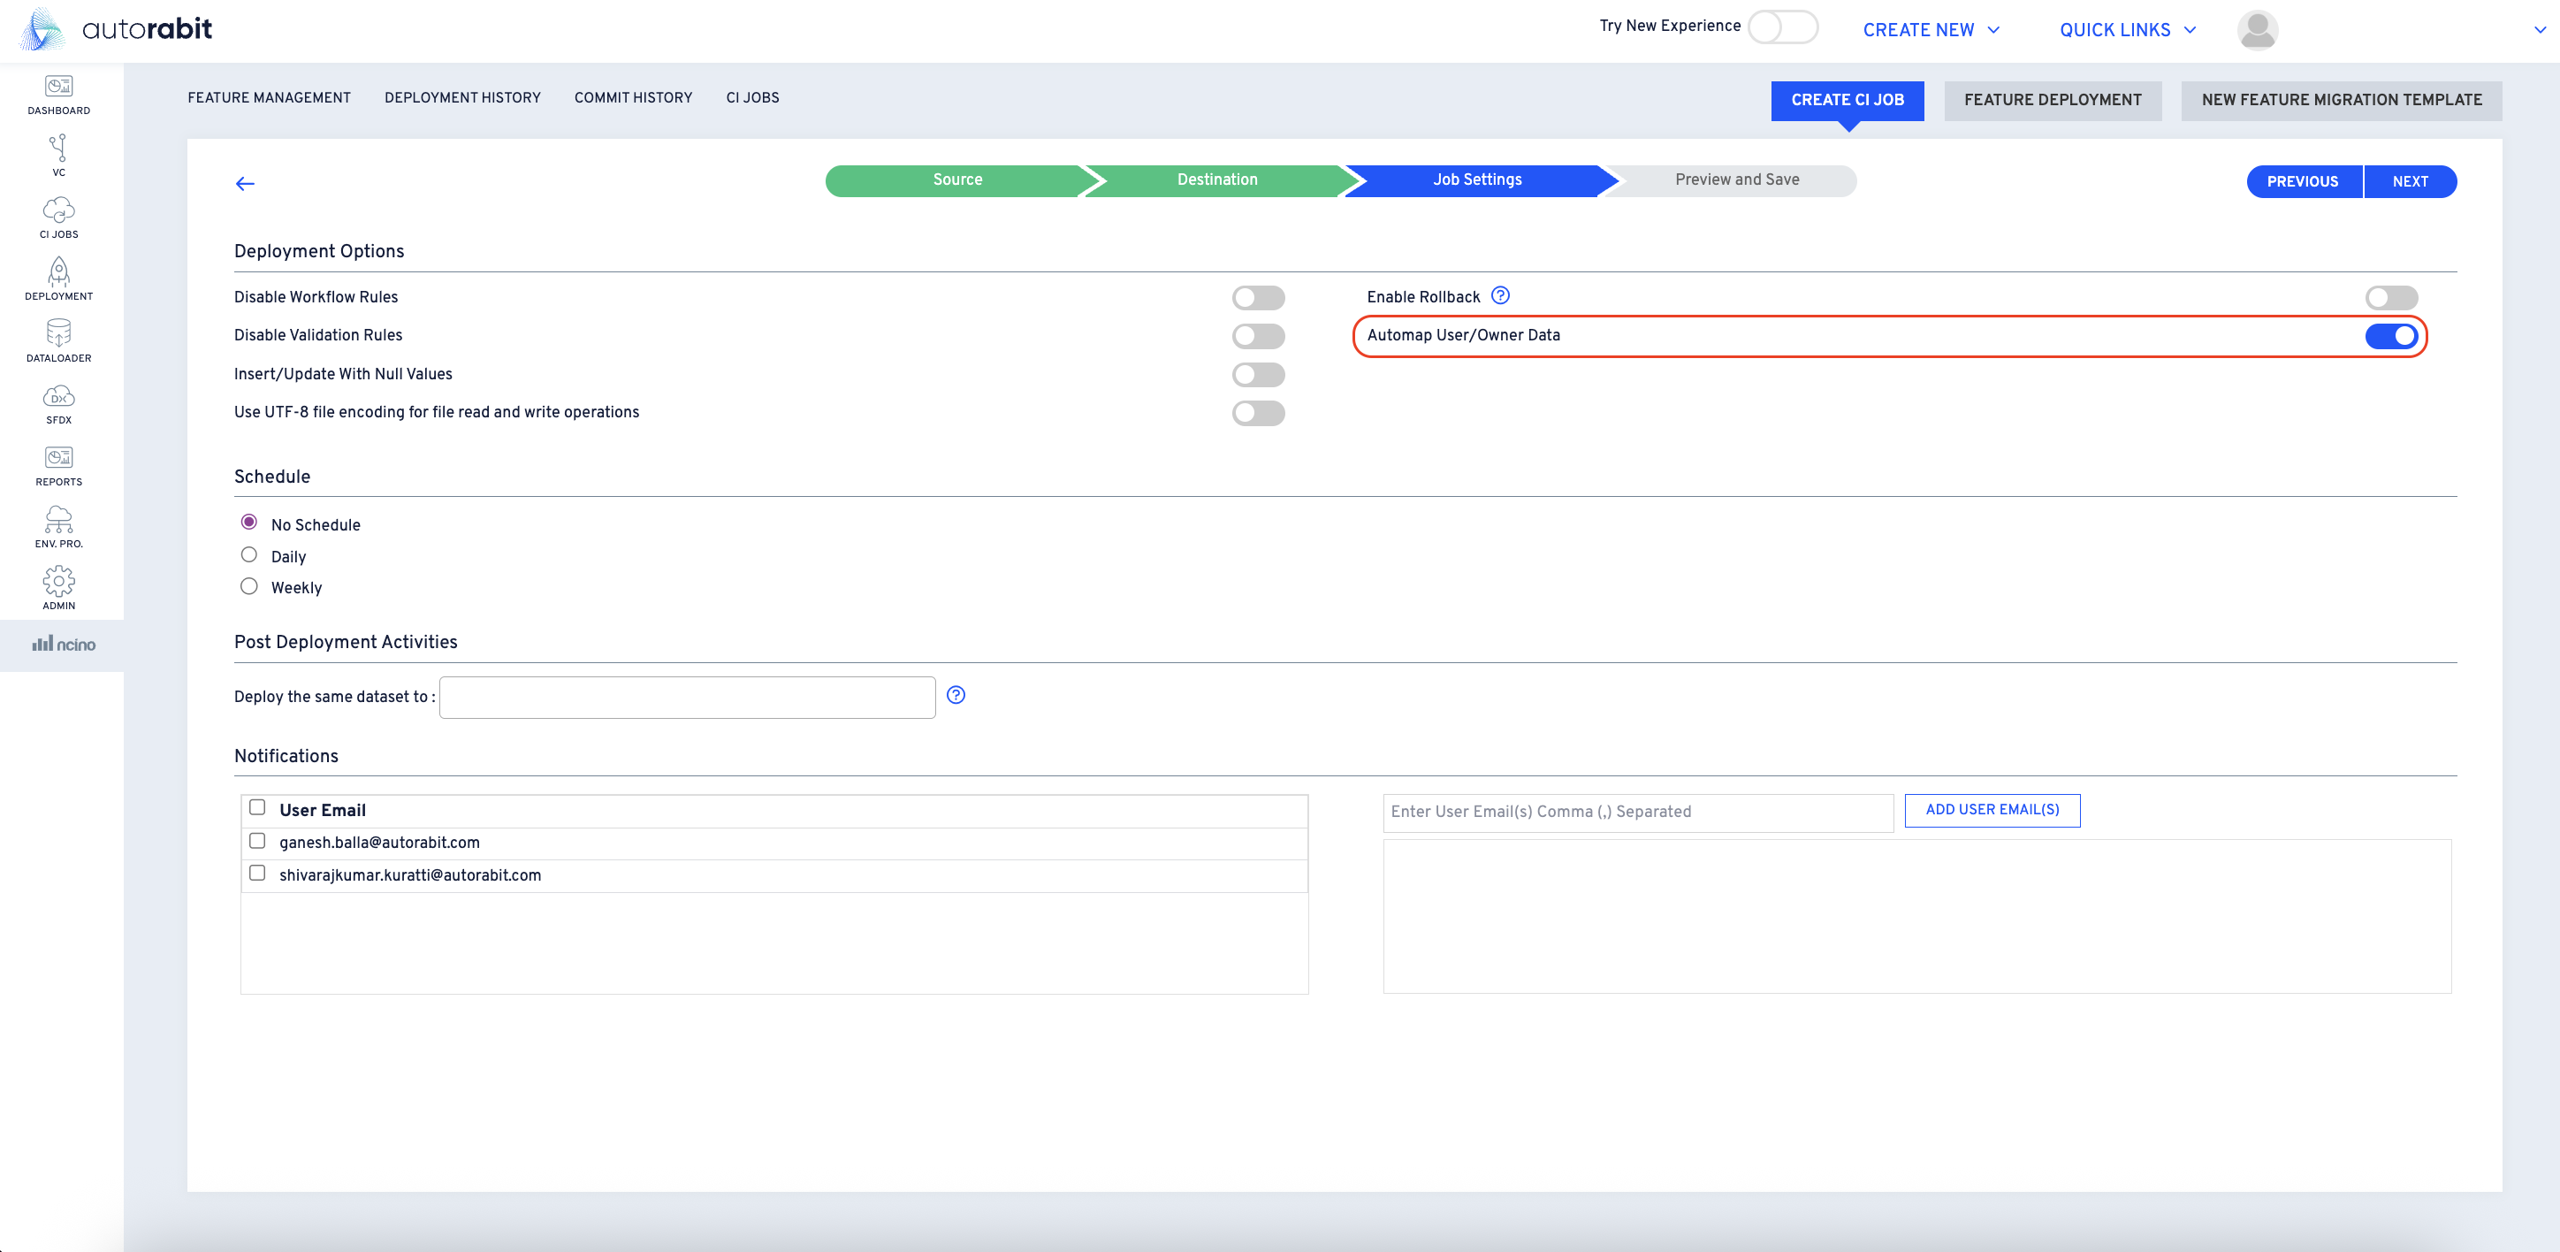 autorabit
Try New Experience
CREATE NEW
QUICK LINKS
DASHBOARD
VC
CI JOBS
DEPLOYMENT
DATALOADER
DX
SFDX
REPORTS
ENV. PRO.
ADMIN
ncino
FEATURE MANAGEMENT
DEPLOYMENT HISTORY
COMMIT HISTORY
CI JOBS
CREATE CI JOB
FEATURE DEPLOYMENT
NEW FEATURE MIGRATION TEMPLATE
Source
Destination
Job Settings
Preview and Save
PREVIOUS
NEXT
Deployment Options
Disable Workflow Rules
Enable Rollback ?
Disable Validation Rules
Automap User/Owner Data
Insert/Update With Null Values
Use UTF-8 file encoding for file read and write operations
Schedule
No Schedule
Daily
Weekly
Post Deployment Activities
Deploy the same dataset to : ?
Notifications
User Email
ganesh.balla@autorabit.com
shivarajkumar.kuratti@autorabit.com
Enter User Email(s) Comma (,) Separated
ADD USER EMAIL(S)